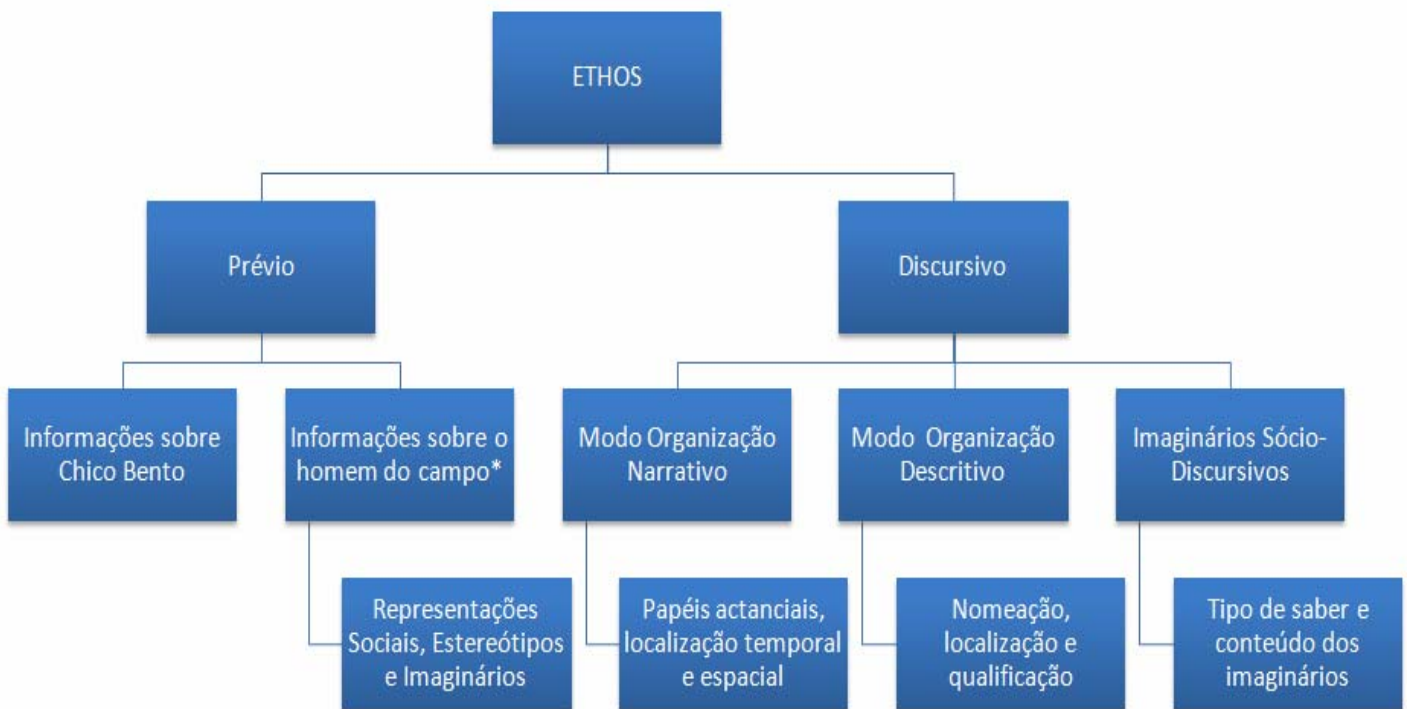 ETHOS
Prévio
Discursivo
Informações sobre
Chico Bento
Informações sobre o
homem do campo*
Modo Organização
Narrativo
Modo Organização
Descritivo
Imaginários Sócio-
Discursivos
Representações
Sociais, Estereótipos
e Imaginários
Papéis actanciais,
localização temporal
e espacial
Nomeação,
localização e
qualificação
Tipo de saber e
conteúdo dos
imaginários